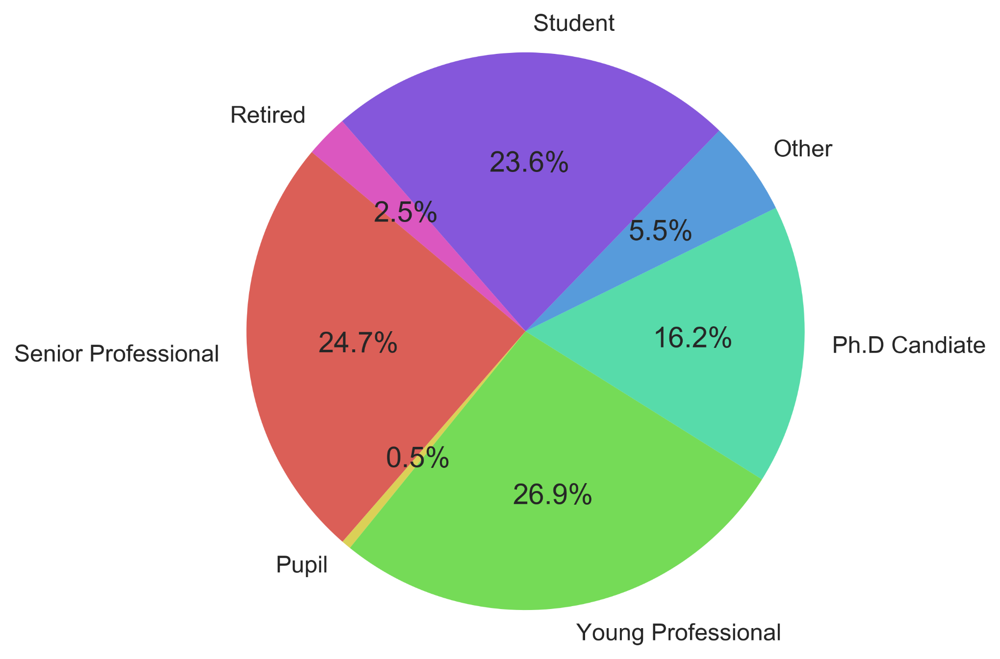 Student
Retired
Other
23.6%
2.5%
5.5%
Senior Professional
24.7%
16.2%
Ph.D Candiate
0.5%
26.9%
Pupil
Young Professional